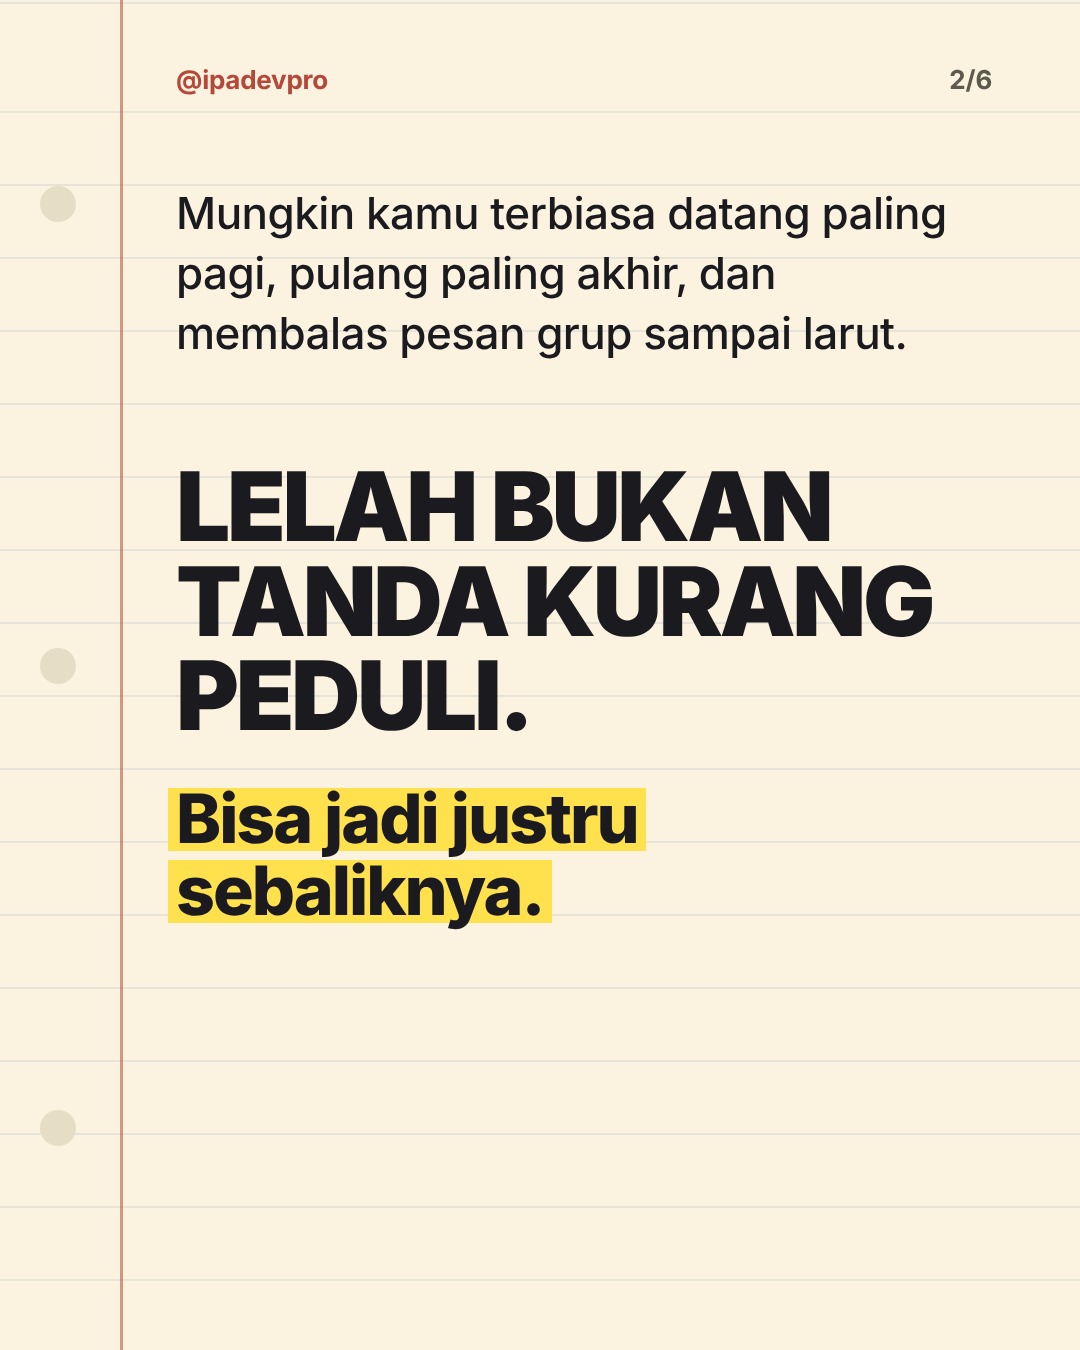 @ipadevpro
2/6
Mungkin kamu terbiasa datang paling
pagi, pulang paling akhir, dan
membalas pesan grup sampai larut.
LELAH BUKAN
TANDA KURANG
PEDULI.
Bisa jadi justru
sebaliknya.